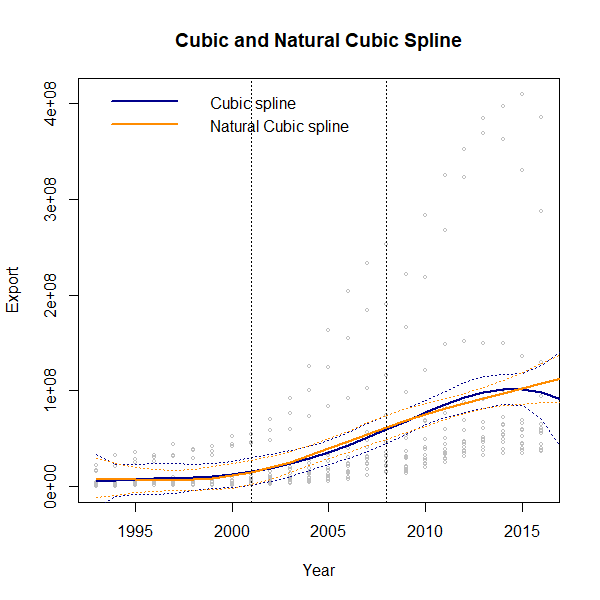 Cubic and Natural Cubic Spline
Cubic spline
Natural Cubic spline
4e+08
3e+08
2e+08
1e+08
0e+00
Export
1995 2000 2005 2010 2015
Year